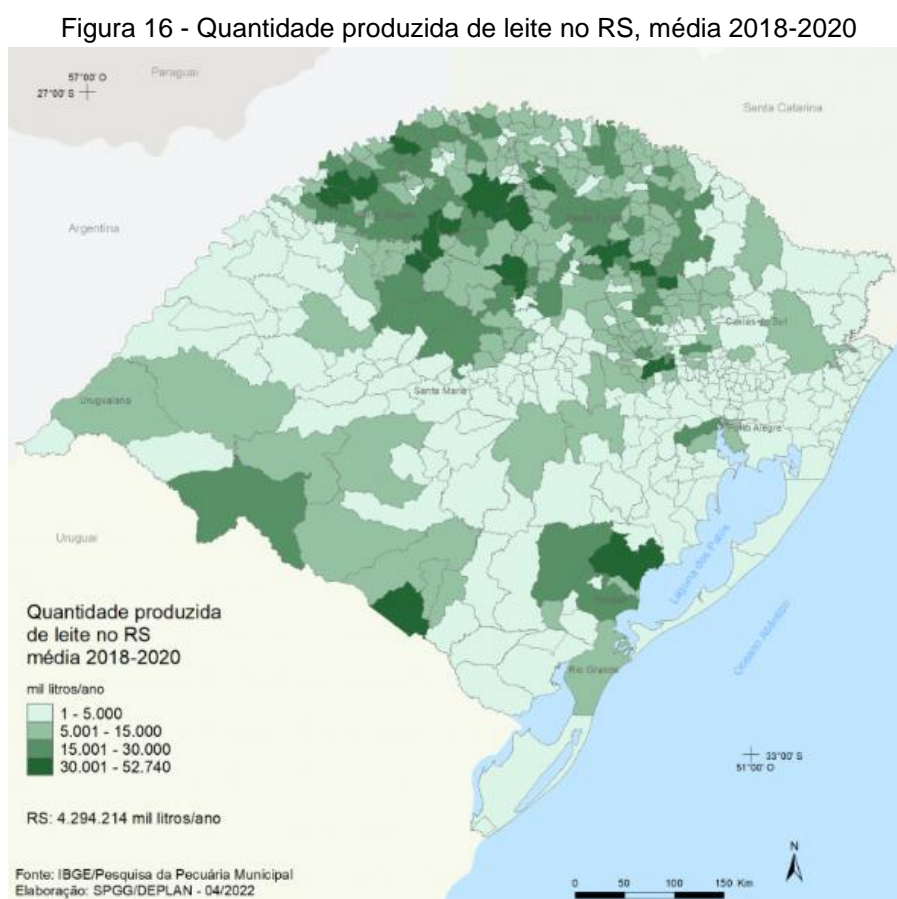 Figura 16 - Quantidade produzida de leite no RS, média 2018-2020
57°00' O
27°00' S
Paraguai
Santa Catarina
Argentina
Caxias do Sul
Uruguaiana
Santa Maria
Porto Alegre
Uruguai
Laguna dos Patos
Oceano Atlântico
Rio Grande
Quantidade produzida
de leite no RS
média 2018-2020
mil litros/ano
1 - 5.000
5.001 - 15.000
15.001 - 30.000
30.001 - 52.740
33°00' S
51°00' O
RS: 4.294.214 mil litros/ano
N
Fonte: IBGE/Pesquisa da Pecuária Municipal
Elaboração: SPGG/DEPLAN - 04/2022
0 50 100 150 Km